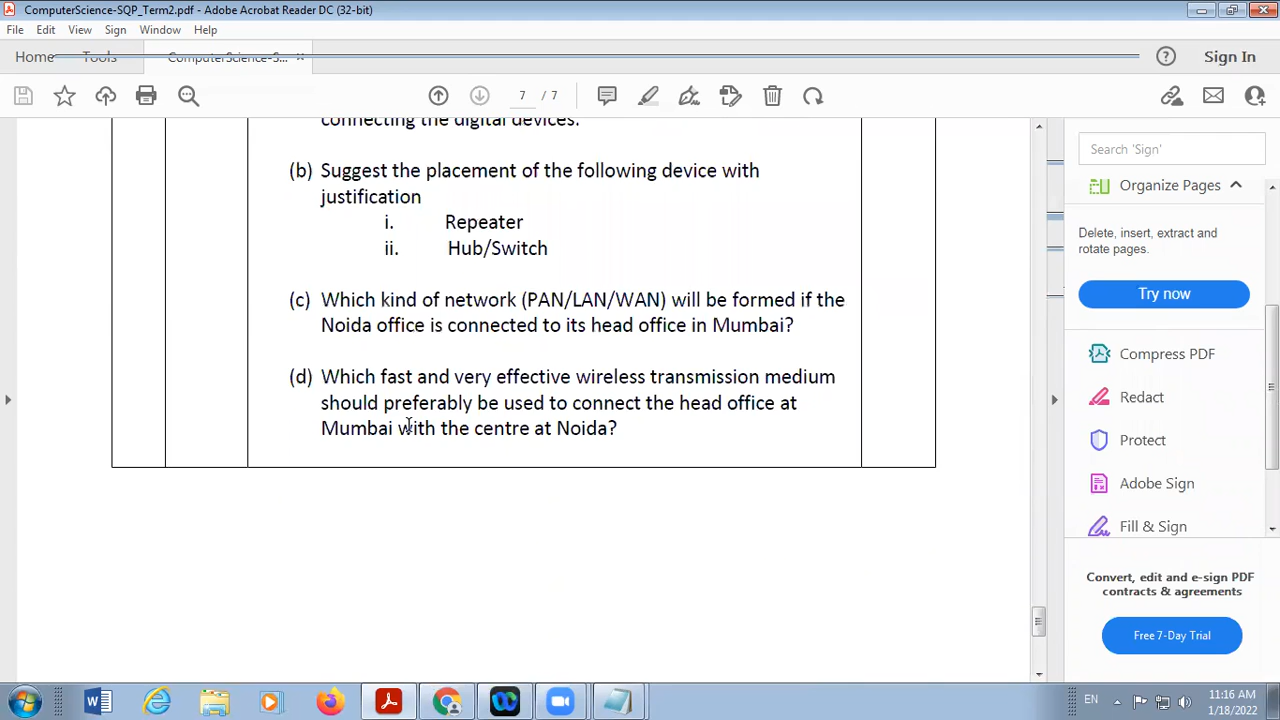 ComputerScience-SQP_Term2.pdf - Adobe Acrobat Reader DC (32-bit)
File Edit View Sign Window Help
Home Tools ComputerScience-S... ×
? Sign In
7 / 7
connecting the digital devices.
(b) Suggest the placement of the following device with
justification
i. Repeater
ii. Hub/Switch
(c) Which kind of network (PAN/LAN/WAN) will be formed if the
Noida office is connected to its head office in Mumbai?
(d) Which fast and very effective wireless transmission medium
should preferably be used to connect the head office at
Mumbai with the centre at Noida?
Search 'Sign'
Organize Pages
Delete, insert, extract and
rotate pages.
Try now
Compress PDF
Redact
Protect
Adobe Sign
Fill & Sign
Convert, edit and e-sign PDF
contracts & agreements
Free 7-Day Trial
EN
11:16 AM
1/18/2022